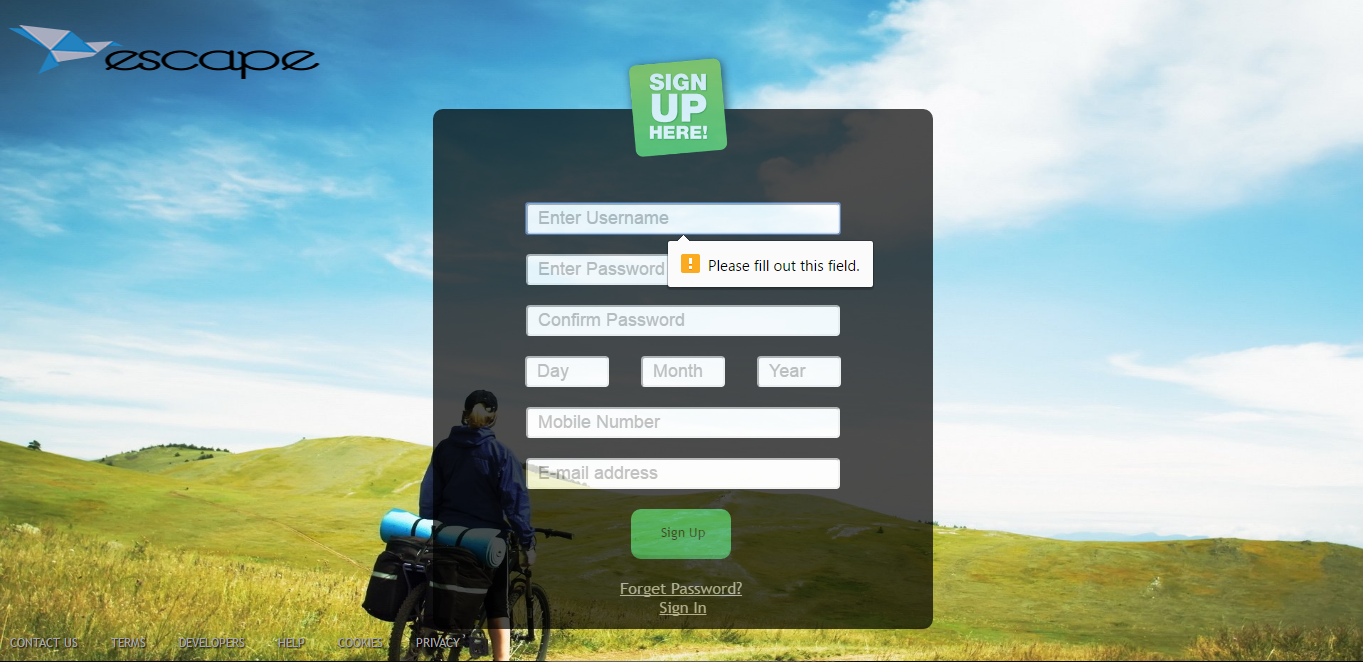 escape
SIGN
UP
HERE!
Enter Username
Please fill out this field.
Enter Password
Confirm Password
Day Month Year
Mobile Number
E-mail address
Sign Up
Forget Password?
Sign In
CONTACT US TERMS DEVELOPERS HELP COOKIES PRIVACY